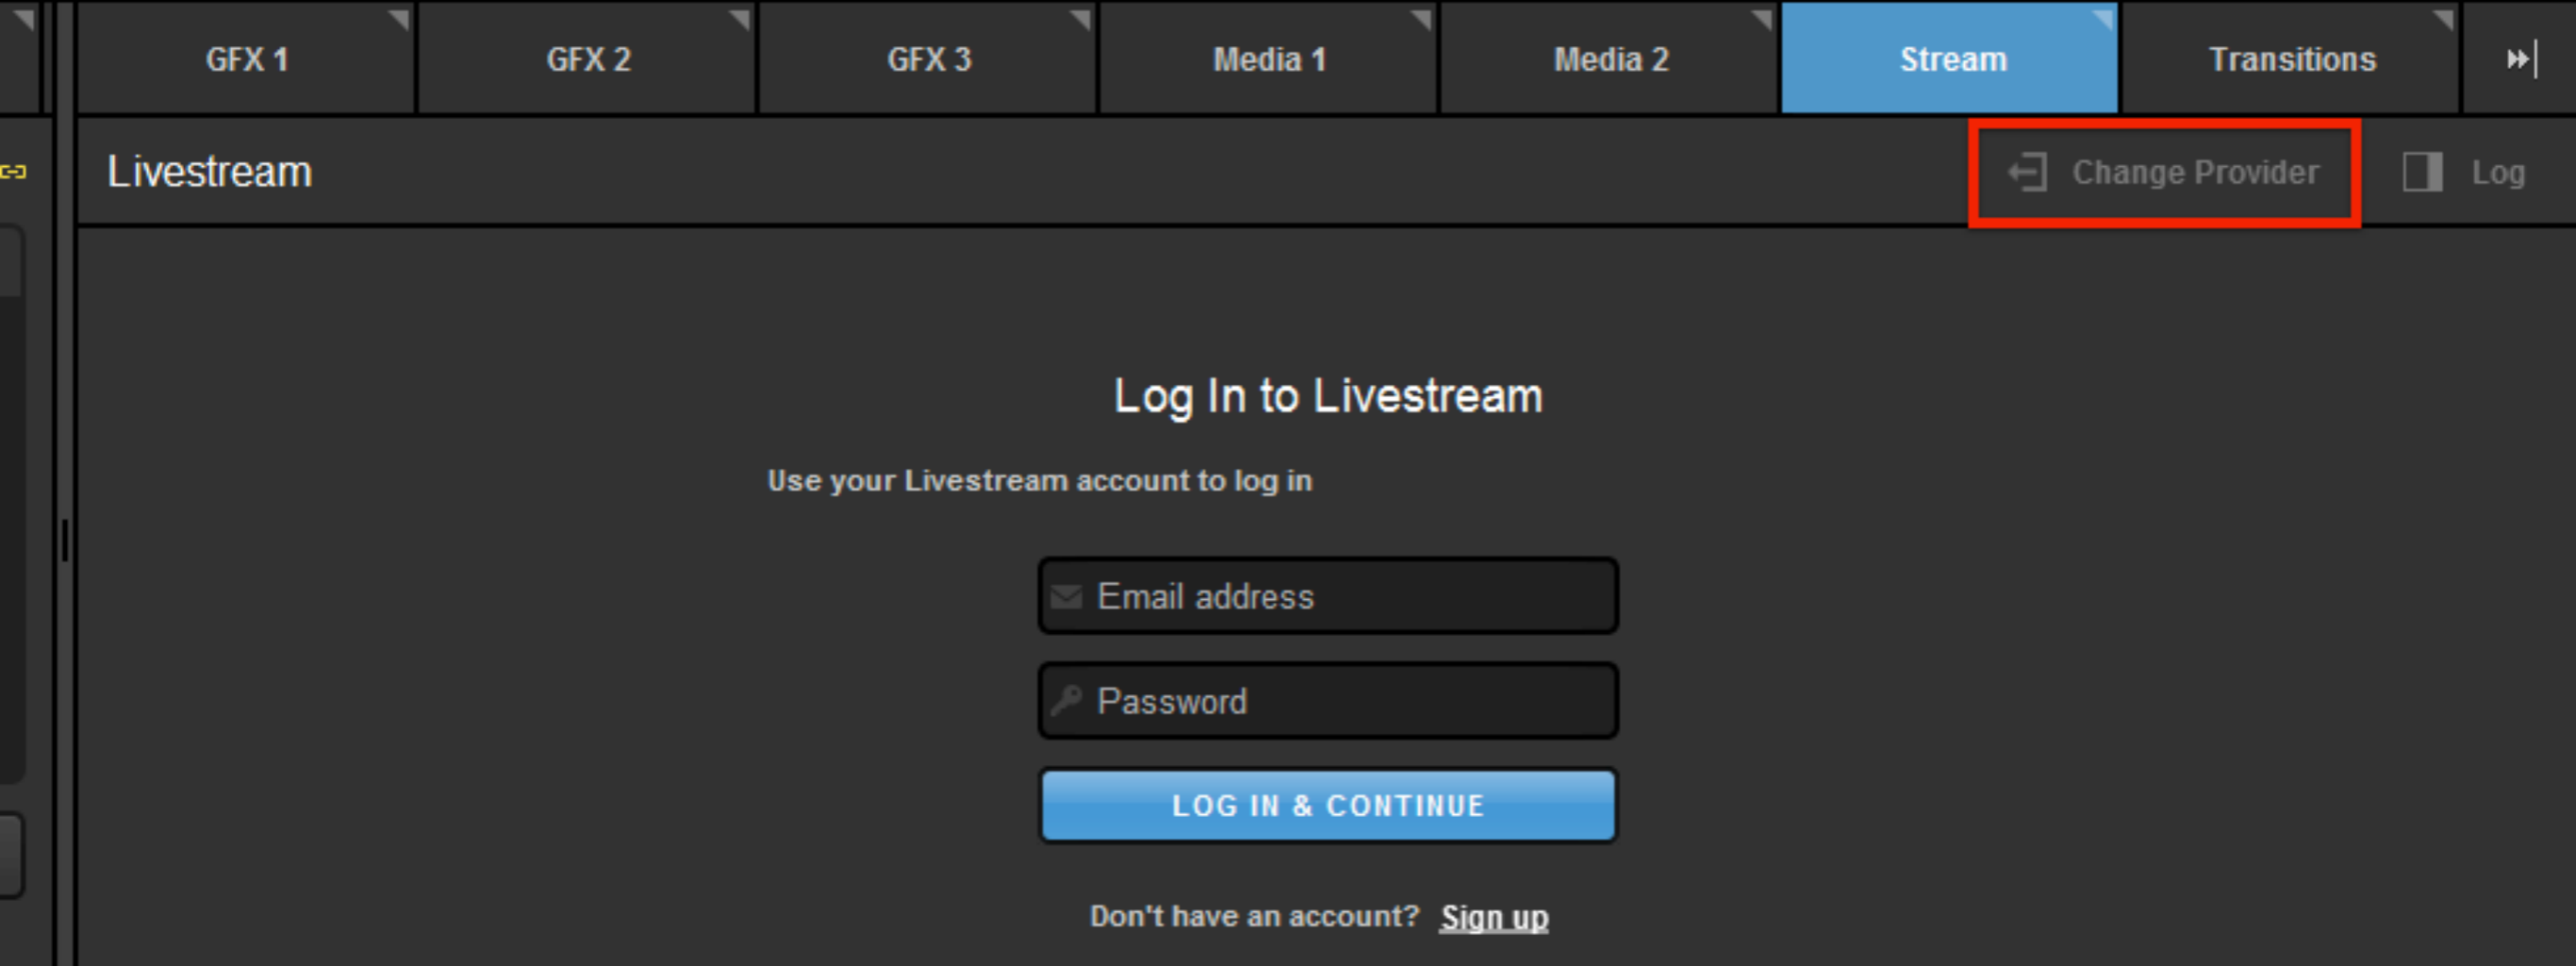 GFX 1 GFX 2 GFX 3 Media 1 Media 2 Stream Transitions
Livestream Change Provider Log
Log In to Livestream
Use your Livestream account to log in
Email address
Password
LOG IN & CONTINUE
Don't have an account? Sign up